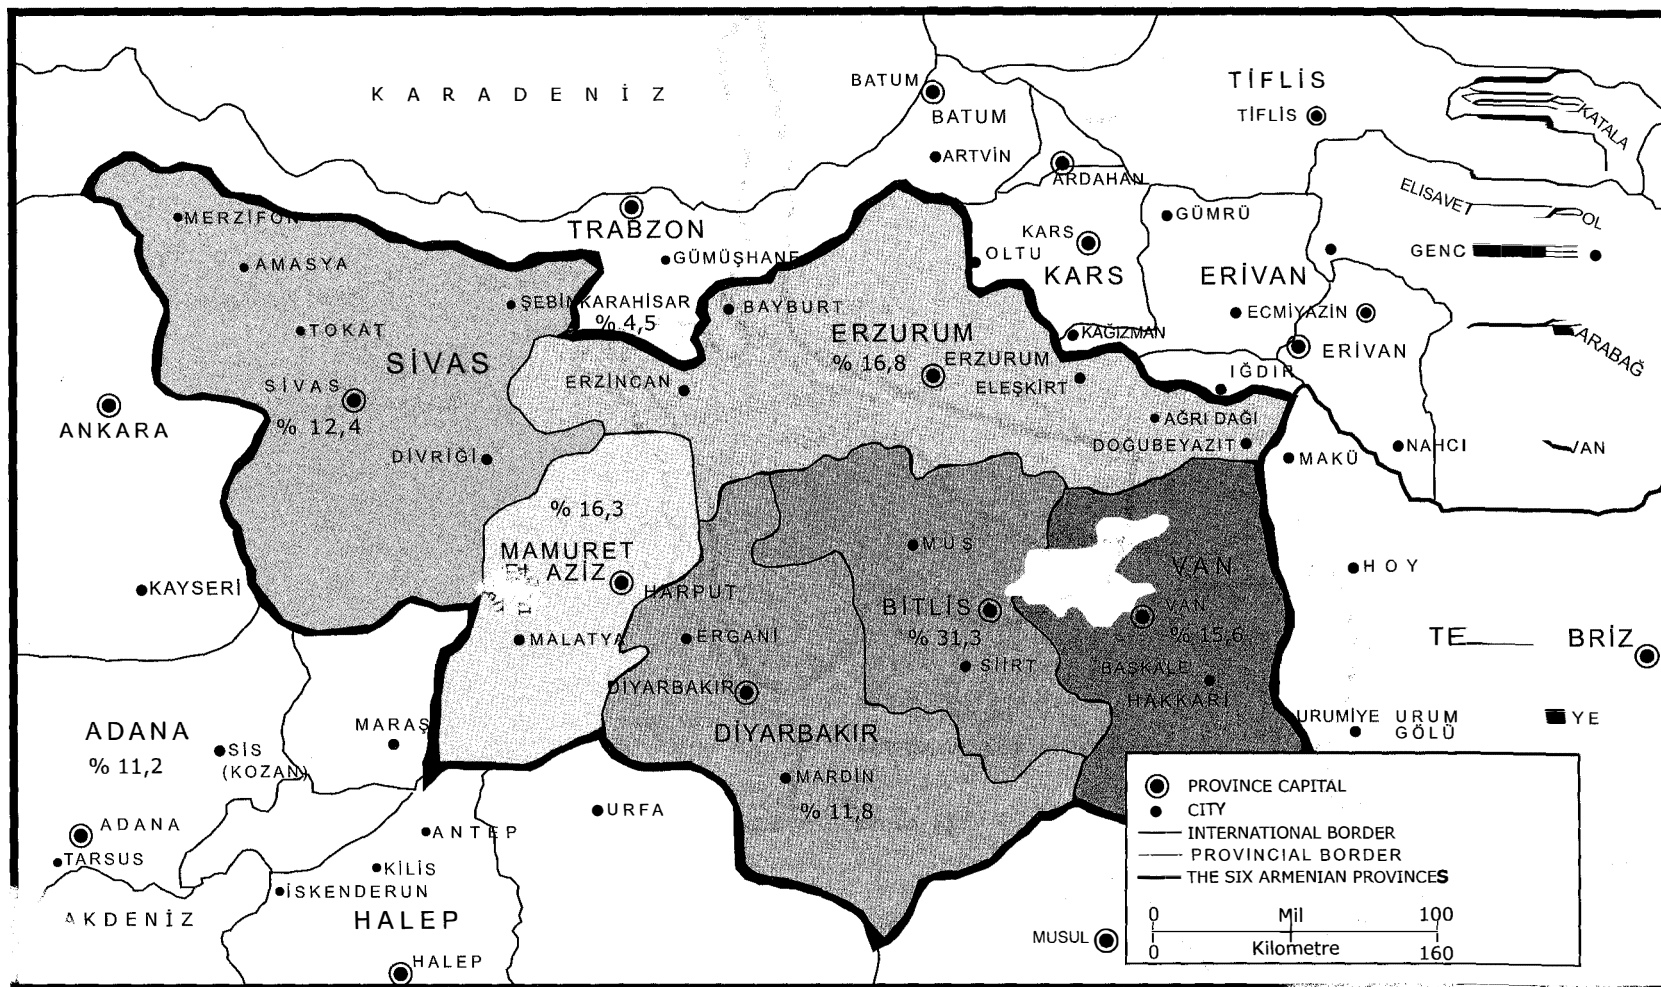 KARADENİZ
BATUM
BATUM
ARTVİN
TİFLİS
TİFLİS
KATALA
ARDAHAN
ELISAVET
POL
MERZİFON
TRABZON
GÜMÜŞHANE
KARS
KARS
OLTU
GÜMRÜ
GENC
AMASYA
ERİVAN
ŞEBİNKARAHİSAR
% 4,5
BAYBURT
ECMİYAZİN
TOKAT
ERZURUM
% 16,8
ERZURUM
KAĞIZMAN
ERİVAN
KARABAĞ
SİVAS
SİVAS
% 12,4
ERZİNCAN
ELEŞKİRT
IĞDIR
ANKARA
AĞRI DAĞI
DOĞUBEYAZIT
MAKÜ
NAHCI
VAN
DİVRİĞİ
% 16,3
MAMURET
EL AZİZ
HARPUT
MUŞ
VAN
HOY
KAYSERİ
BİTLİS
% 31,3
VAN
% 15,6
MALATYA
ERGANİ
SİİRT
BAŞKALE
HAKKARİ
TE BRİZ
DİYARBAKIR
DİYARBAKIR
MARAŞ
ADANA
% 11,2
SİS
(KOZAN)
URUMİYE
URUM YE
GÖLÜ
MARDİN
% 11,8
URFA
ADANA
TARSUS
ANTEP
KİLİS
İSKENDERUN
AKDENİZ
HALEP
HALEP
MUSUL
PROVINCE CAPITAL
CITY
INTERNATIONAL BORDER
PROVINCIAL BORDER
THE SIX ARMENIAN PROVINCES
0 Mil 100
0 Kilometre 160